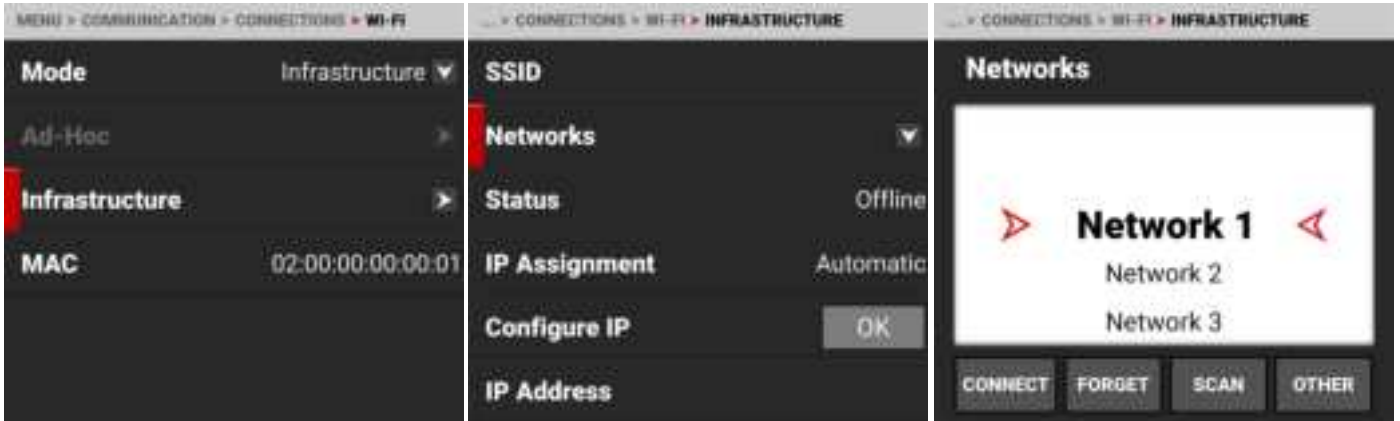 MENU > COMMUNICATION > CONNECTIONS > WI-FI
Mode Infrastructure
Ad-Hoc
Infrastructure
MAC 02:00:00:00:00:01
... > CONNECTIONS > WI-FI > INFRASTRUCTURE
SSID
Networks
Status Offline
IP Assignment Automatic
Configure IP OK
IP Address
... > CONNECTIONS > WI-FI > INFRASTRUCTURE
Networks
Network 1
Network 2
Network 3
CONNECT FORGET SCAN OTHER